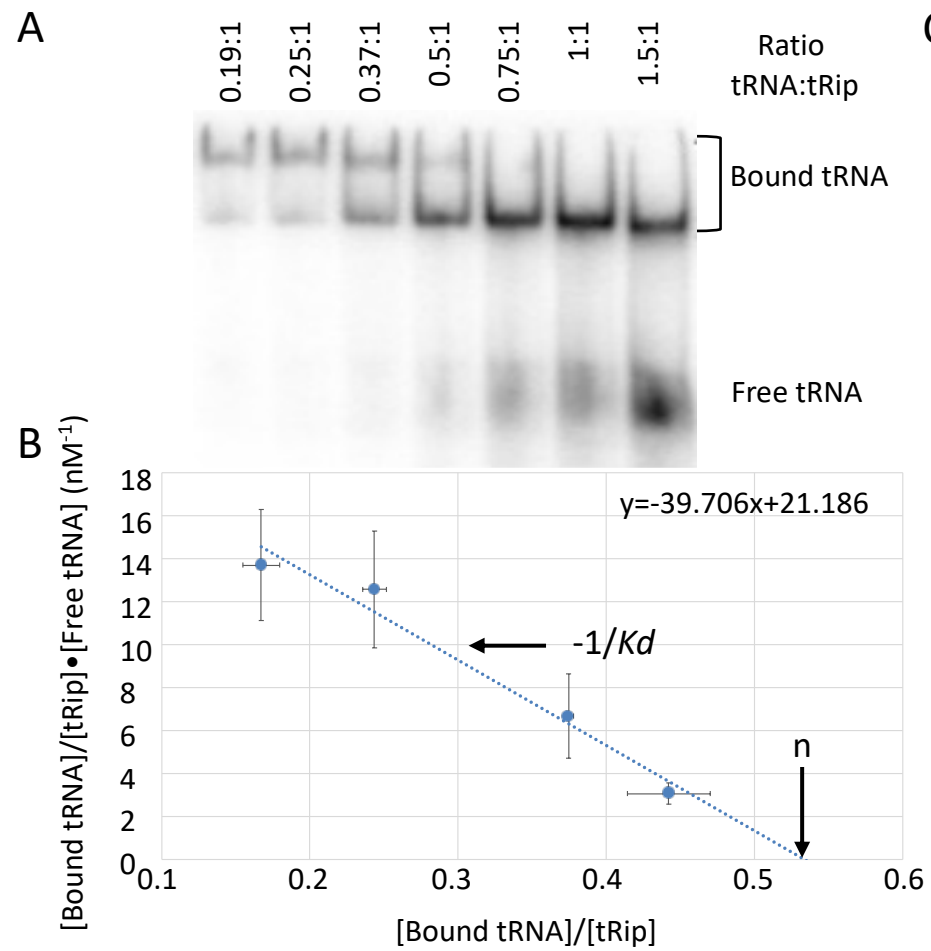 A
C
0.19:1
0.25:1
0.37:1
0.5:1
0.75:1
1:1
1.5:1
Ratio
tRNA:tRip
Bound tRNA
Free tRNA
B
[Bound tRNA]/[tRip]•[Free tRNA] (nM⁻¹)
18
16
14
12
10
8
6
4
2
0
y=-39.706x+21.186
-1/Kd
n
0.1
0.2
0.3
0.4
0.5
0.6
[Bound tRNA]/[tRip]